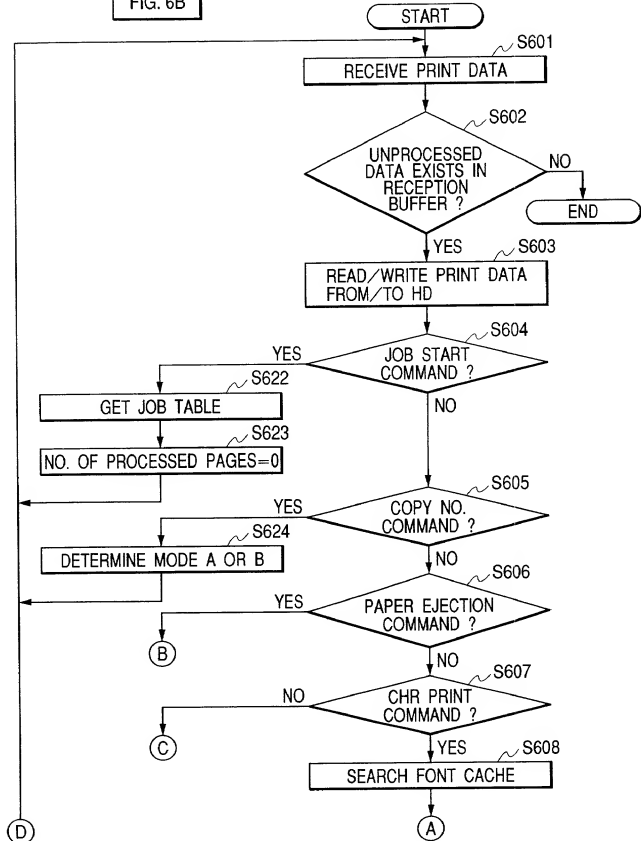 FIG. 6B
START
S601
RECEIVE PRINT DATA
S602
UNPROCESSED
DATA EXISTS IN
RECEPTION
BUFFER ?
NO
END
YES
S603
READ/WRITE PRINT DATA
FROM/TO HD
S604
JOB START
COMMAND ?
YES
NO
S622
GET JOB TABLE
S623
NO. OF PROCESSED PAGES=0
S605
COPY NO.
COMMAND ?
YES
NO
S624
DETERMINE MODE A OR B
S606
PAPER EJECTION
COMMAND ?
YES
NO
B
S607
CHR PRINT
COMMAND ?
NO
YES
C
S608
SEARCH FONT CACHE
D
A